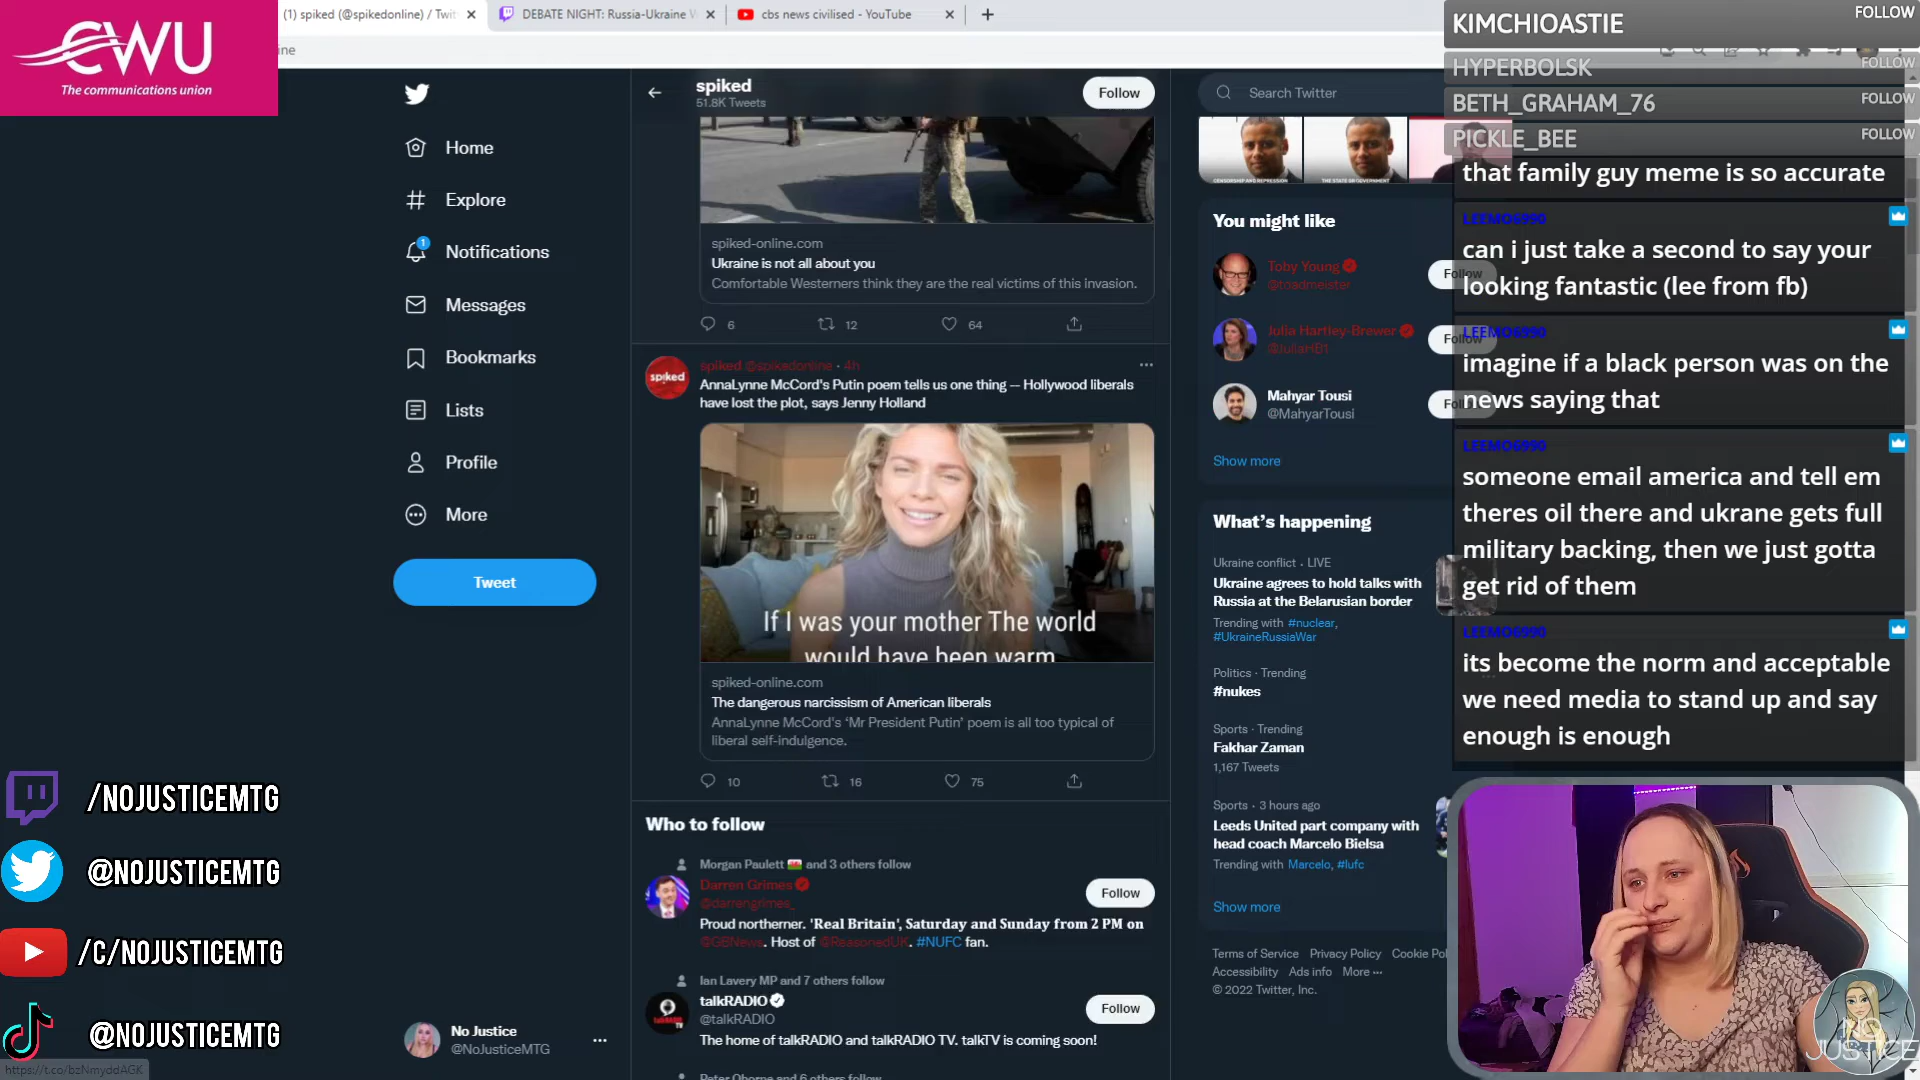 CWU
The communications union
(1) spiked (@spikedonline) / Twit
DEBATE NIGHT: Russia-Ukraine W
cbs news civilised - YouTube
ine
Home
Explore
1
Notifications
Messages
Bookmarks
Lists
Profile
More
Tweet
No Justice
@NoJusticeMTG
/NOJUSTICEMTG
@NOJUSTICEMTG
/C/NOJUSTICEMTG
@NOJUSTICEMTG
https://t.co/bzNmyddAGK
spiked
51.8K Tweets
Follow
spiked-online.com
Ukraine is not all about you
Comfortable Westerners think they are the real victims of this invasion.
6
12
64
spiked
spiked @spikedonline · 4h
AnnaLynne McCord's Putin poem tells us one thing -- Hollywood liberals
have lost the plot, says Jenny Holland
If I was your mother The world
would have been warm
spiked-online.com
The dangerous narcissism of American liberals
AnnaLynne McCord's 'Mr President Putin' poem is all too typical of
liberal self-indulgence.
10
16
75
Who to follow
Morgan Paulett and 3 others follow
Darren Grimes
@darrengrimes_
Follow
Proud northerner. 'Real Britain', Saturday and Sunday from 2 PM on
@GBNews. Host of @ReasonedUK. #NUFC fan.
Ian Lavery MP and 7 others follow
talkRADIO
@talkRADIO
Follow
The home of talkRADIO and talkRADIO TV. talkTV is coming soon!
Peter Oborne and 6 others follow
Search Twitter
CENSORSHIP AND REPRESSION
THE STATE OR GOVERNMENT
You might like
Toby Young
@toadmeister
Follow
Julia Hartley-Brewer
@JuliaHB1
Follow
Mahyar Tousi
@MahyarTousi
Show more
What's happening
Ukraine conflict · LIVE
Ukraine agrees to hold talks with
Russia at the Belarusian border
Trending with #nuclear,
#UkraineRussiaWar
Politics · Trending
#nukes
Sports · Trending
Fakhar Zaman
1,167 Tweets
Sports · 3 hours ago
Leeds United part company with
head coach Marcelo Bielsa
Trending with Marcelo, #lufc
Show more
Terms of Service Privacy Policy Cookie Pol
Accessibility Ads info More
© 2022 Twitter, Inc.
KIMCHIOASTIE FOLLOW
HYPERBOLSK FOLLOW
BETH_GRAHAM_76 FOLLOW
PICKLE_BEE FOLLOW
that family guy meme is so accurate
LEEMO6990
can i just take a second to say your
looking fantastic (lee from fb)
LEEMO6990
imagine if a black person was on the
news saying that
LEEMO6990
someone email america and tell em
theres oil there and ukrane gets full
military backing, then we just gotta
get rid of them
LEEMO6990
its become the norm and acceptable
we need media to stand up and say
enough is enough
NO
JUSTICE